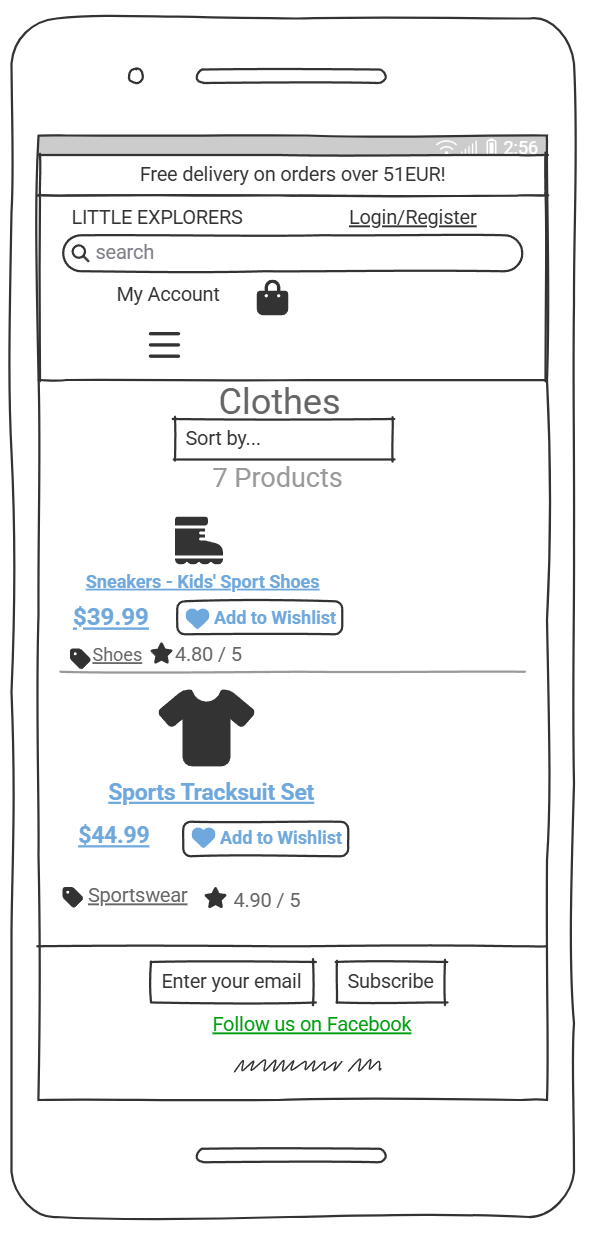 2:56
Free delivery on orders over 51EUR!
LITTLE EXPLORERS Login/Register
search
My Account
Clothes
Sort by...
7 Products
Sneakers - Kids' Sport Shoes
$39.99 Add to Wishlist
Shoes 4.80 / 5
Sports Tracksuit Set
$44.99 Add to Wishlist
Sportswear 4.90 / 5
Enter your email Subscribe
Follow us on Facebook